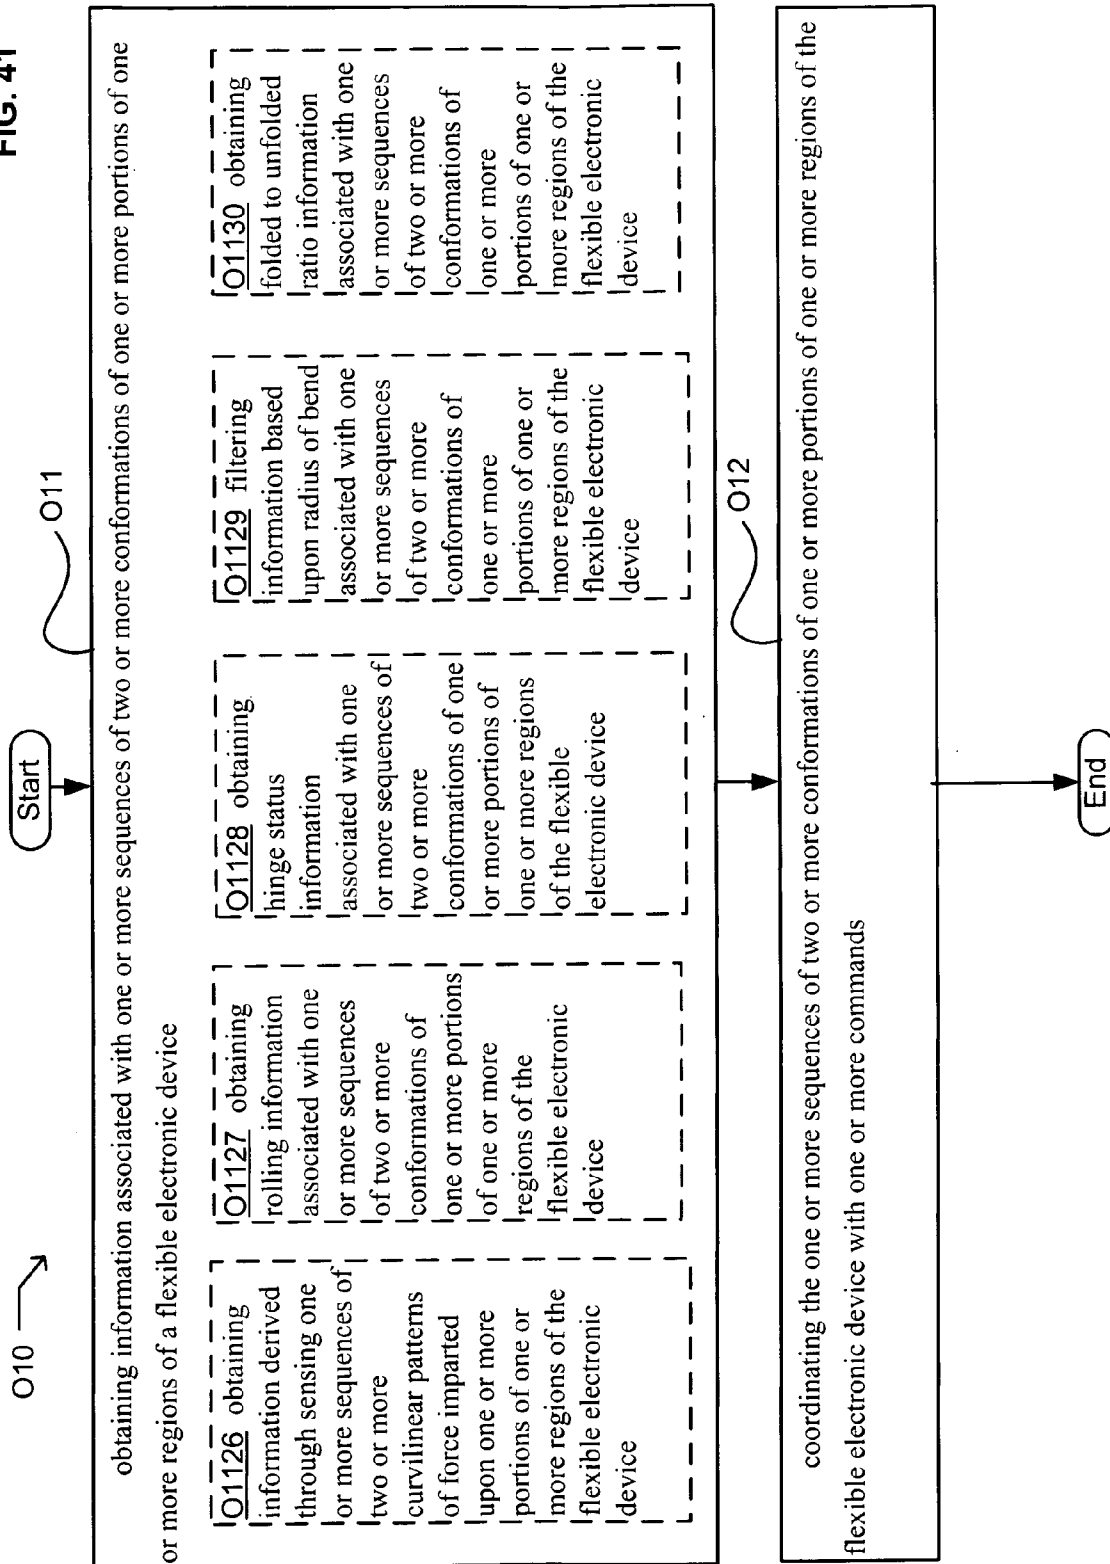 FIG. 41
O10
Start
O11
obtaining information associated with one or more sequences of two or more conformations of one or more portions of one
or more regions of a flexible electronic device
O1126 obtaining
information derived
through sensing one
or more sequences of
two or more
curvilinear patterns
of force imparted
upon one or more
portions of one or
more regions of the
flexible electronic
device
O1127 obtaining
rolling information
associated with one
or more sequences
of two or more
conformations of
one or more portions
of one or more
regions of the
flexible electronic
device
O1128 obtaining
hinge status
information
associated with one
or more sequences of
two or more
conformations of one
or more portions of
one or more regions
of the flexible
electronic device
O1129 filtering
information based
upon radius of bend
associated with one
or more sequences
of two or more
conformations of
one or more
portions of one or
more regions of the
flexible electronic
device
O1130 obtaining
folded to unfolded
ratio information
associated with one
or more sequences
of two or more
conformations of
one or more
portions of one or
more regions of the
flexible electronic
device
O12
coordinating the one or more sequences of two or more conformations of one or more portions of one or more regions of the
flexible electronic device with one or more commands
End